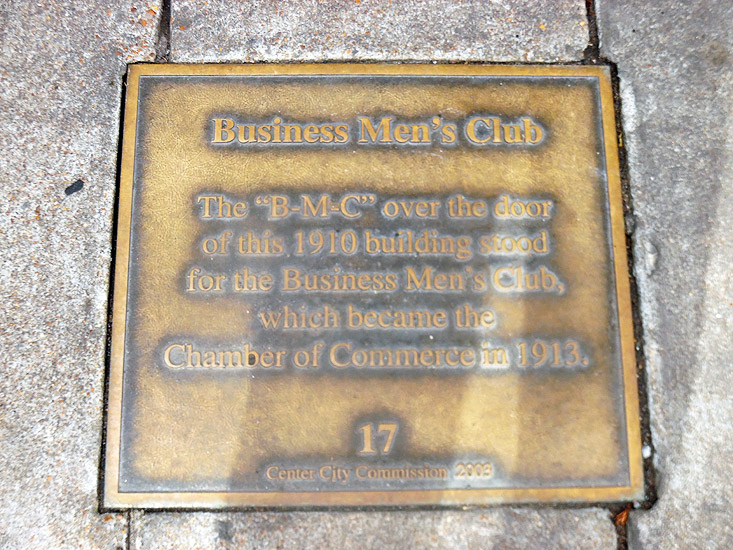 Business Men's Club
The "B-M-C" over the door
of this 1910 building stood
for the Business Men's Club,
which became the
Chamber of Commerce in 1913.
17
Center City Commission 2003